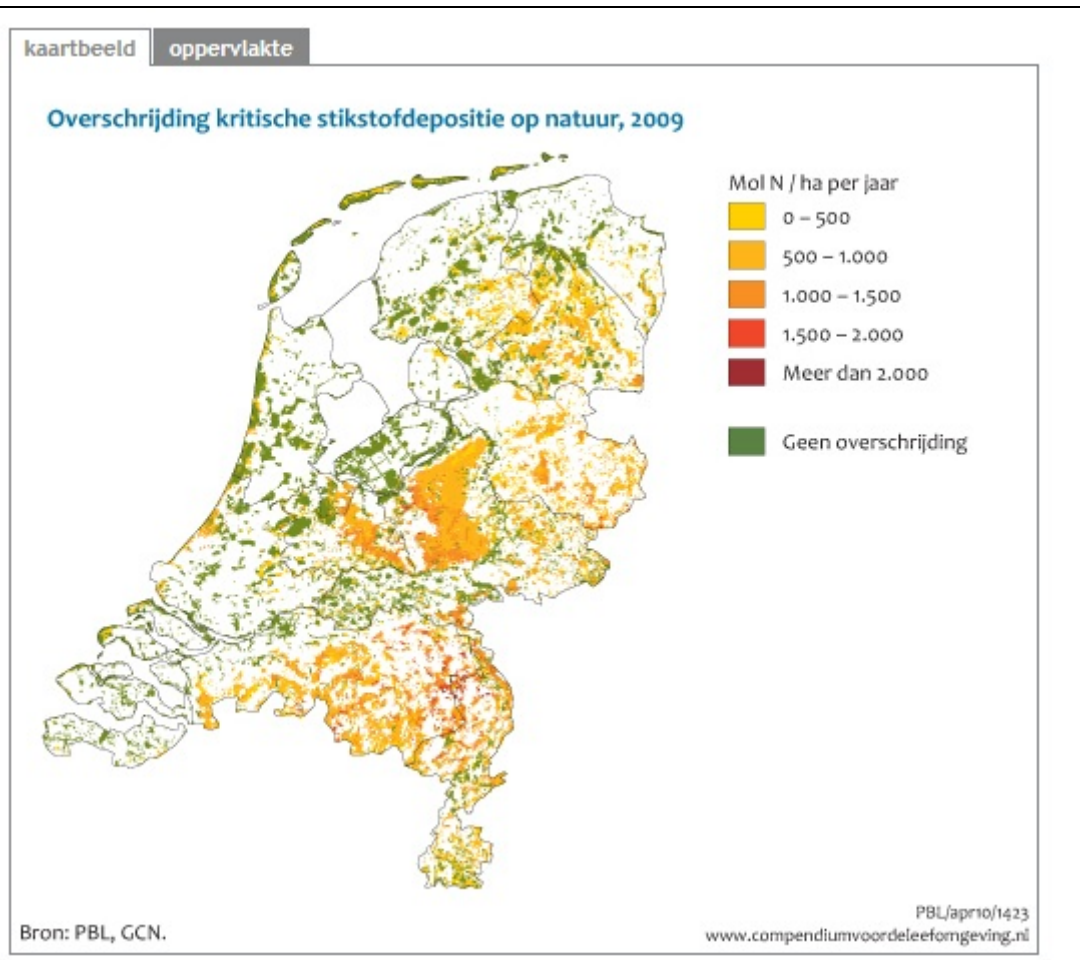 kaartbeeld
oppervlakte
Overschrijding kritische stikstofdepositie op natuur, 2009
Mol N / ha per jaar
0 – 500
500 – 1.000
1.000 – 1.500
1.500 – 2.000
Meer dan 2.000
Geen overschrijding
PBL/apr10/1423
Bron: PBL, GCN.
www.compendiumvoordeleefomgeving.nl